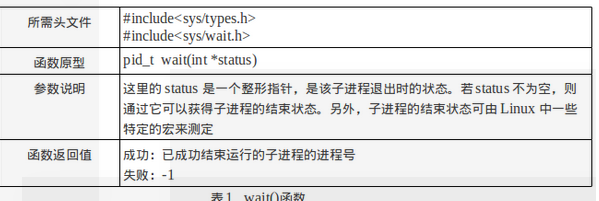 所需头文件
#include<sys/types.h>
#include<sys/wait.h>
函数原型
pid_t wait(int *status)
参数说明
这里的 status 是一个整形指针，是该子进程退出时的状态。若 status 不为空，则
通过它可以获得子进程的结束状态。另外，子进程的结束状态可由 Linux 中一些
特定的宏来测定
函数返回值
成功：已成功结束运行的子进程的进程号
失败：-1
表1 wait()函数